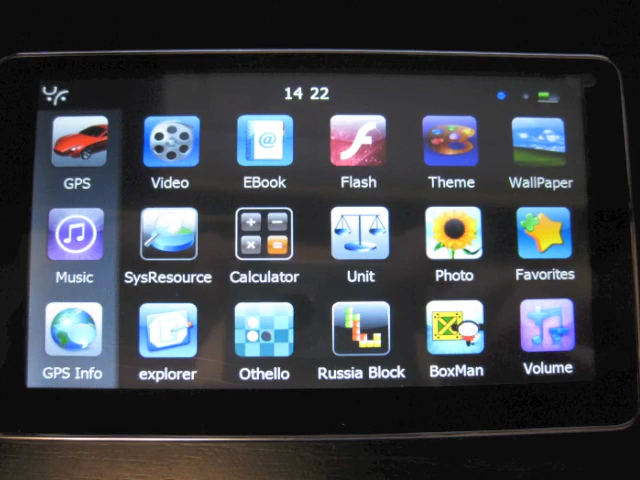 14 22
GPS Video EBook Flash Theme WallPaper
Music SysResource Calculator Unit Photo Favorites
GPS Info explorer Othello Russia Block BoxMan Volume